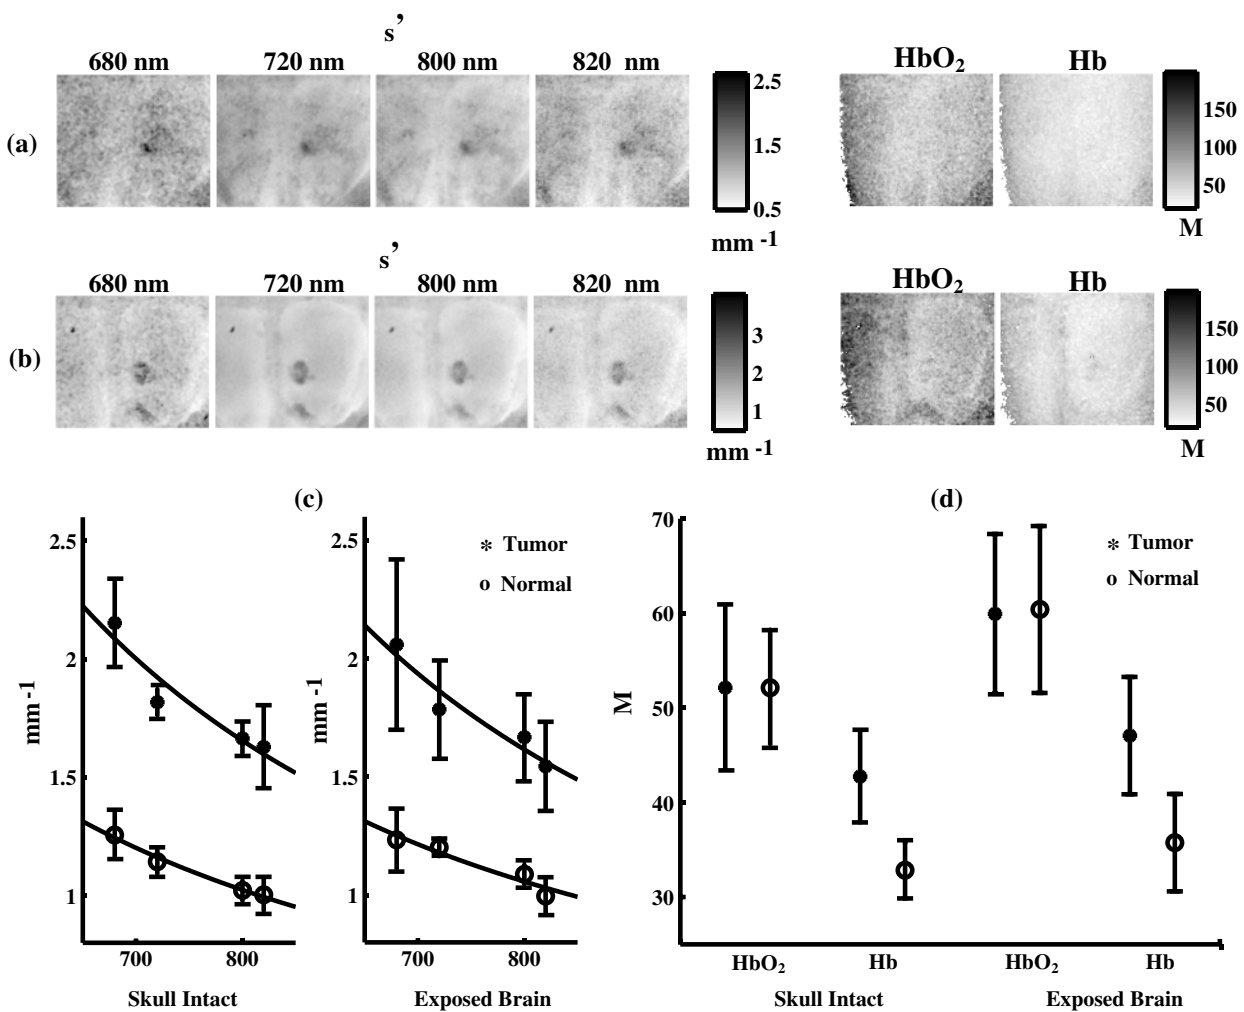 s’
680 nm 720 nm 800 nm 820 nm
HbO2 Hb
(a)
2.5
1.5
0.5
mm -1
150
100
50
M
s’
680 nm 720 nm 800 nm 820 nm
HbO2 Hb
(b)
3
2
1
mm -1
150
100
50
M
(c)
2.5
2
1.5
1
mm -1
700 800
Skull Intact
2.5
2
1.5
1
mm -1
* Tumor
o Normal
700 800
Exposed Brain
(d)
70
60
50
40
30
M
* Tumor
o Normal
HbO2 Hb HbO2 Hb
Skull Intact Exposed Brain